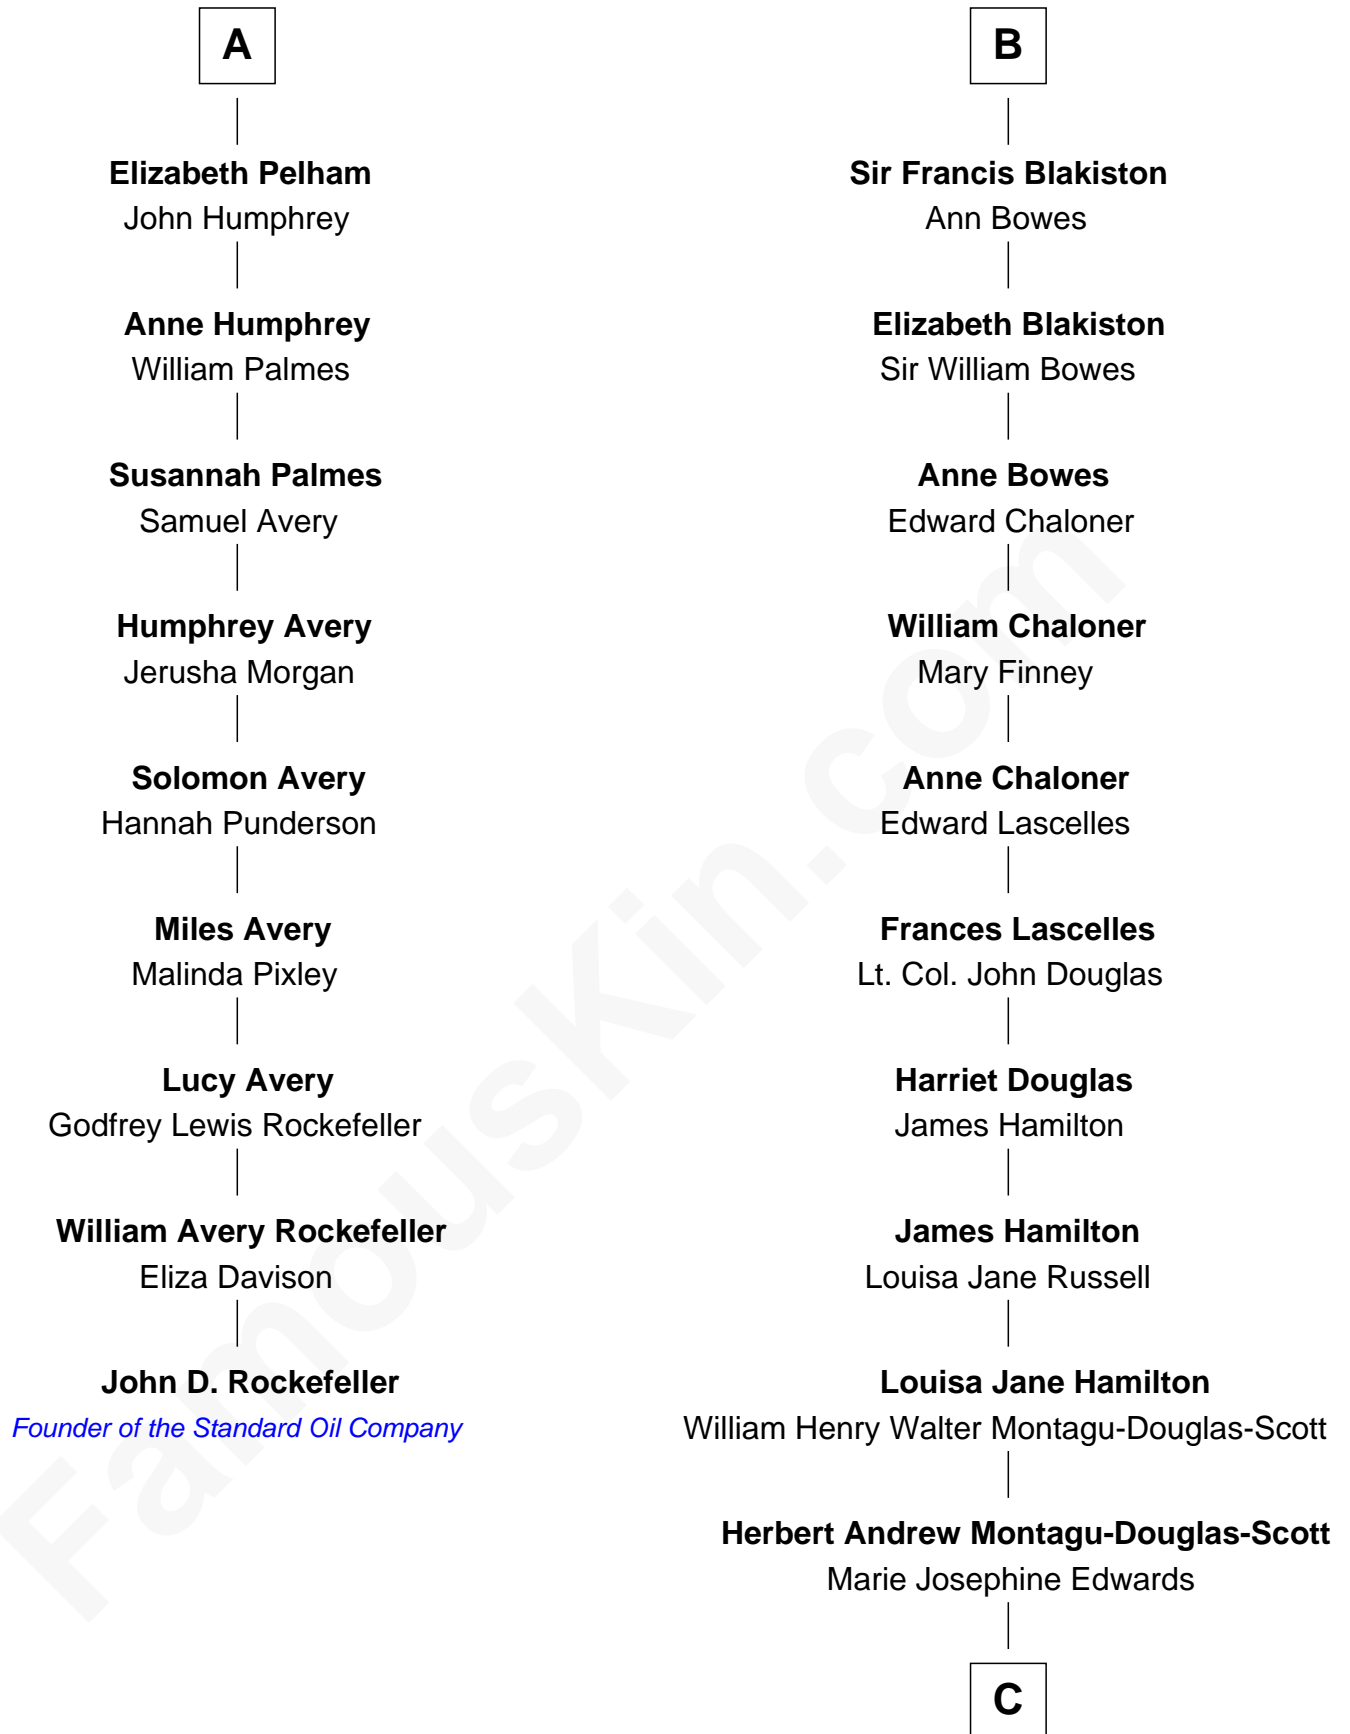 A
Elizabeth Pelham
John Humphrey
Anne Humphrey
William Palmes
Susannah Palmes
Samuel Avery
Humphrey Avery
Jerusha Morgan
Solomon Avery
Hannah Punderson
Miles Avery
Malinda Pixley
Lucy Avery
Godfrey Lewis Rockefeller
William Avery Rockefeller
Eliza Davison
John D. Rockefeller
Founder of the Standard Oil Company
B
Sir Francis Blakiston
Ann Bowes
Elizabeth Blakiston
Sir William Bowes
Anne Bowes
Edward Chaloner
William Chaloner
Mary Finney
Anne Chaloner
Edward Lascelles
Frances Lascelles
Lt. Col. John Douglas
Harriet Douglas
James Hamilton
James Hamilton
Louisa Jane Russell
Louisa Jane Hamilton
William Henry Walter Montagu-Douglas-Scott
Herbert Andrew Montagu-Douglas-Scott
Marie Josephine Edwards
C
FamousKin.com